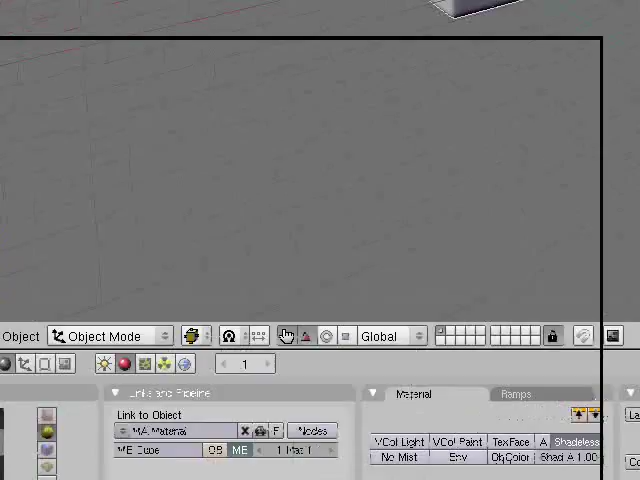 Object Object Mode Global
1
Links and Pipeline Material Ramps
Link to Object
MA:Material F Nodes
VCol Light VCol Paint TexFace A Shadeless
ME:Cube OB ME 1 Mat 1
No Mist Env ObColor Shad A 1.00